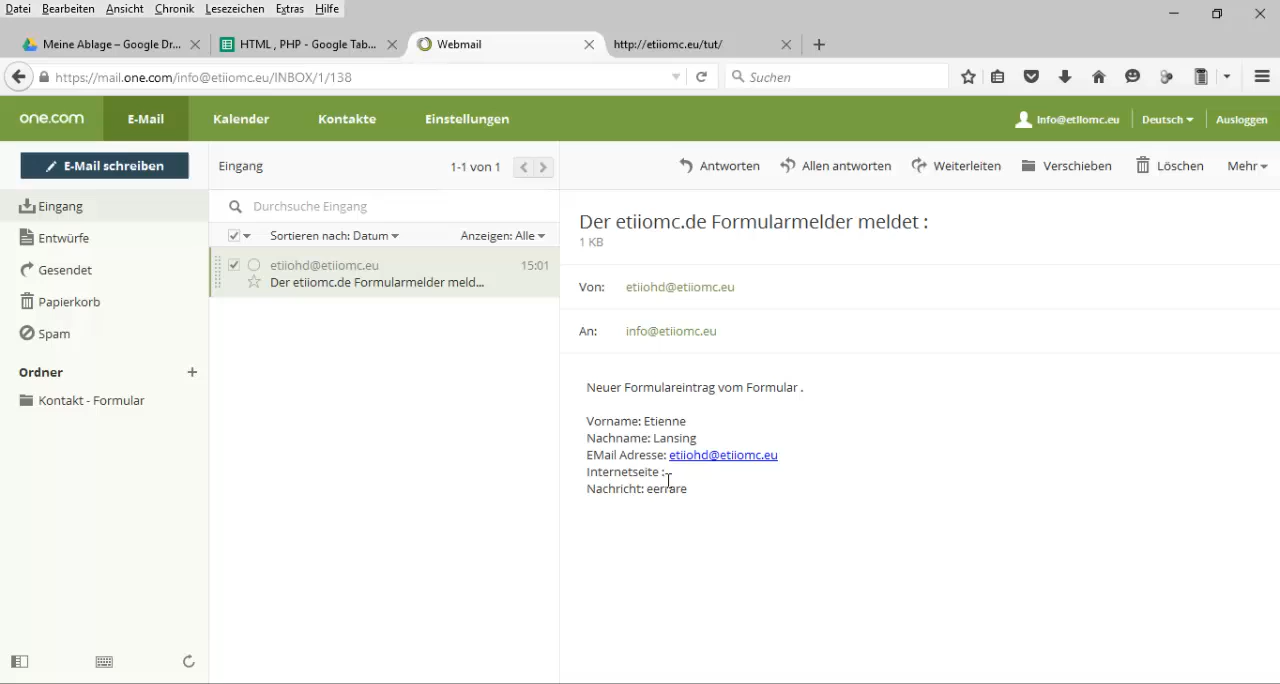 Datei Bearbeiten Ansicht Chronik Lesezeichen Extras Hilfe
Meine Ablage – Google Dr...
HTML , PHP - Google Tab...
Webmail
http://etiiomc.eu/tut/
https://mail.one.com/info@etiiomc.eu/INBOX/1/138
Suchen
one.com
E-Mail
Kalender
Kontakte
Einstellungen
info@etiiomc.eu
Deutsch
Ausloggen
E-Mail schreiben
Eingang
1-1 von 1
Antworten
Allen antworten
Weiterleiten
Verschieben
Löschen
Mehr
Eingang
Entwürfe
Gesendet
Papierkorb
Spam
Ordner
Kontakt - Formular
Durchsuche Eingang
Sortieren nach: Datum
Anzeigen: Alle
etiiohd@etiiomc.eu
15:01
Der etiiomc.de Formularmelder meld...
Der etiiomc.de Formularmelder meldet :
1 KB
Von: etiiohd@etiiomc.eu
An: info@etiiomc.eu
Neuer Formulareintrag vom Formular .
Vorname: Etienne
Nachname: Lansing
EMail Adresse: etiiohd@etiiomc.eu
Internetseite :-
Nachricht: eerrare